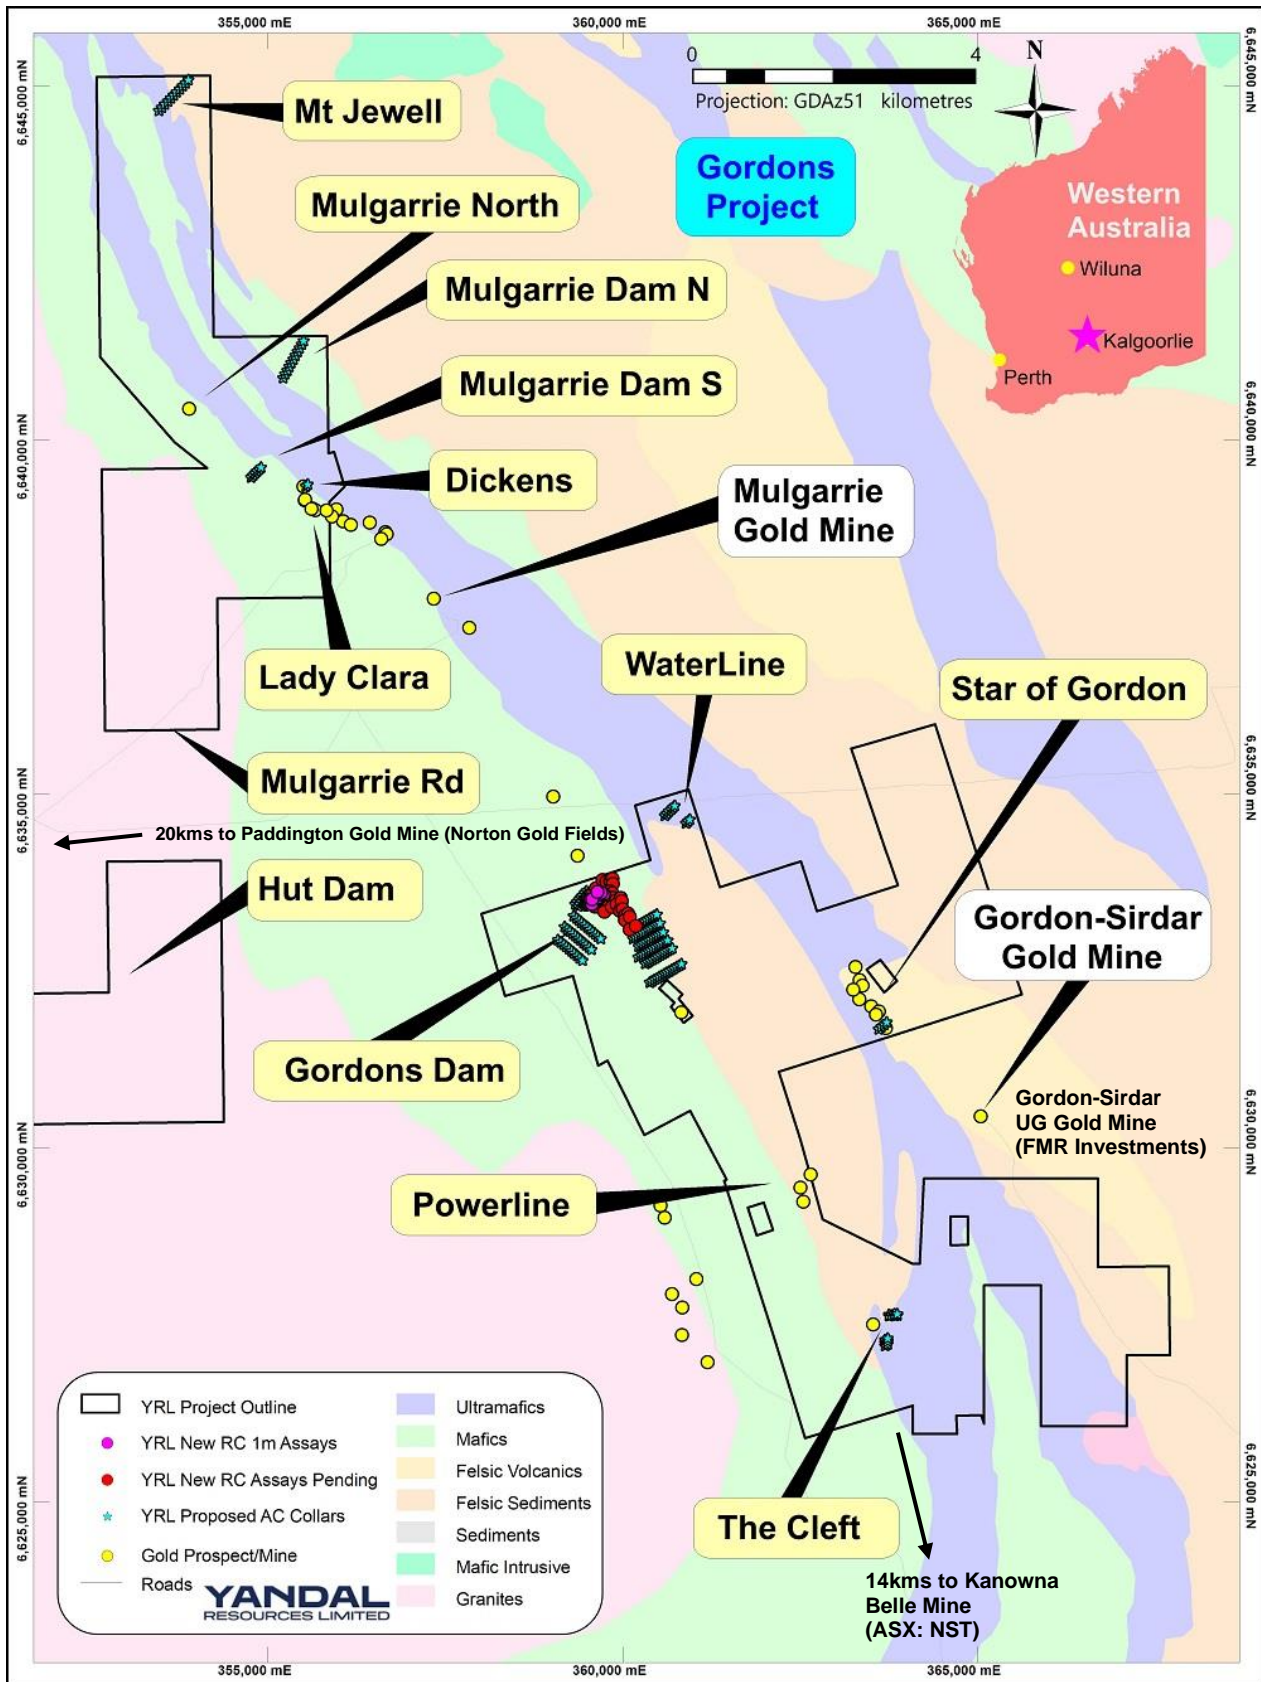 355,000 mE
360,000 mE
365,000 mE
6,645,000 mN
6,645,000 mN
0
4
Projection: GDAz51 kilometres
N
Mt Jewell
Gordons
Project
Western
Australia
Wiluna
Kalgoorlie
Perth
Mulgarrie North
Mulgarrie Dam N
Mulgarrie Dam S
6,640,000 mN
6,640,000 mN
Dickens
Mulgarrie
Gold Mine
Lady Clara
WaterLine
Star of Gordon
Mulgarrie Rd
6,635,000 mN
6,635,000 mN
20kms to Paddington Gold Mine (Norton Gold Fields)
Hut Dam
Gordon-Sirdar
Gold Mine
Gordons Dam
Gordon-Sirdar
UG Gold Mine
(FMR Investments)
6,630,000 mN
6,630,000 mN
Powerline
The Cleft
14kms to Kanowna
Belle Mine
(ASX: NST)
6,625,000 mN
6,625,000 mN
YRL Project Outline
YRL New RC 1m Assays
YRL New RC Assays Pending
YRL Proposed AC Collars
Gold Prospect/Mine
Roads
Ultramafics
Mafics
Felsic Volcanics
Felsic Sediments
Sediments
Mafic Intrusive
Granites
YANDAL
RESOURCES LIMITED
355,000 mE
360,000 mE
365,000 mE